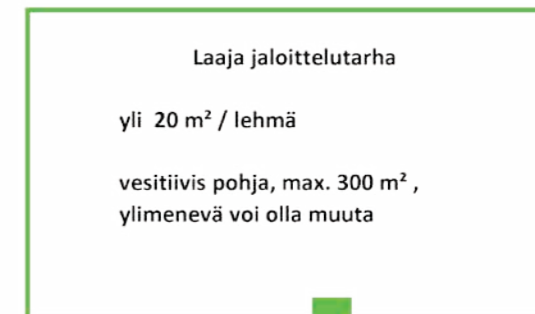 Laaja jaloittelutarha
yli 20 m² / lehmä
vesitiivis pohja, max. 300 m² ,
ylimenevä voi olla muuta